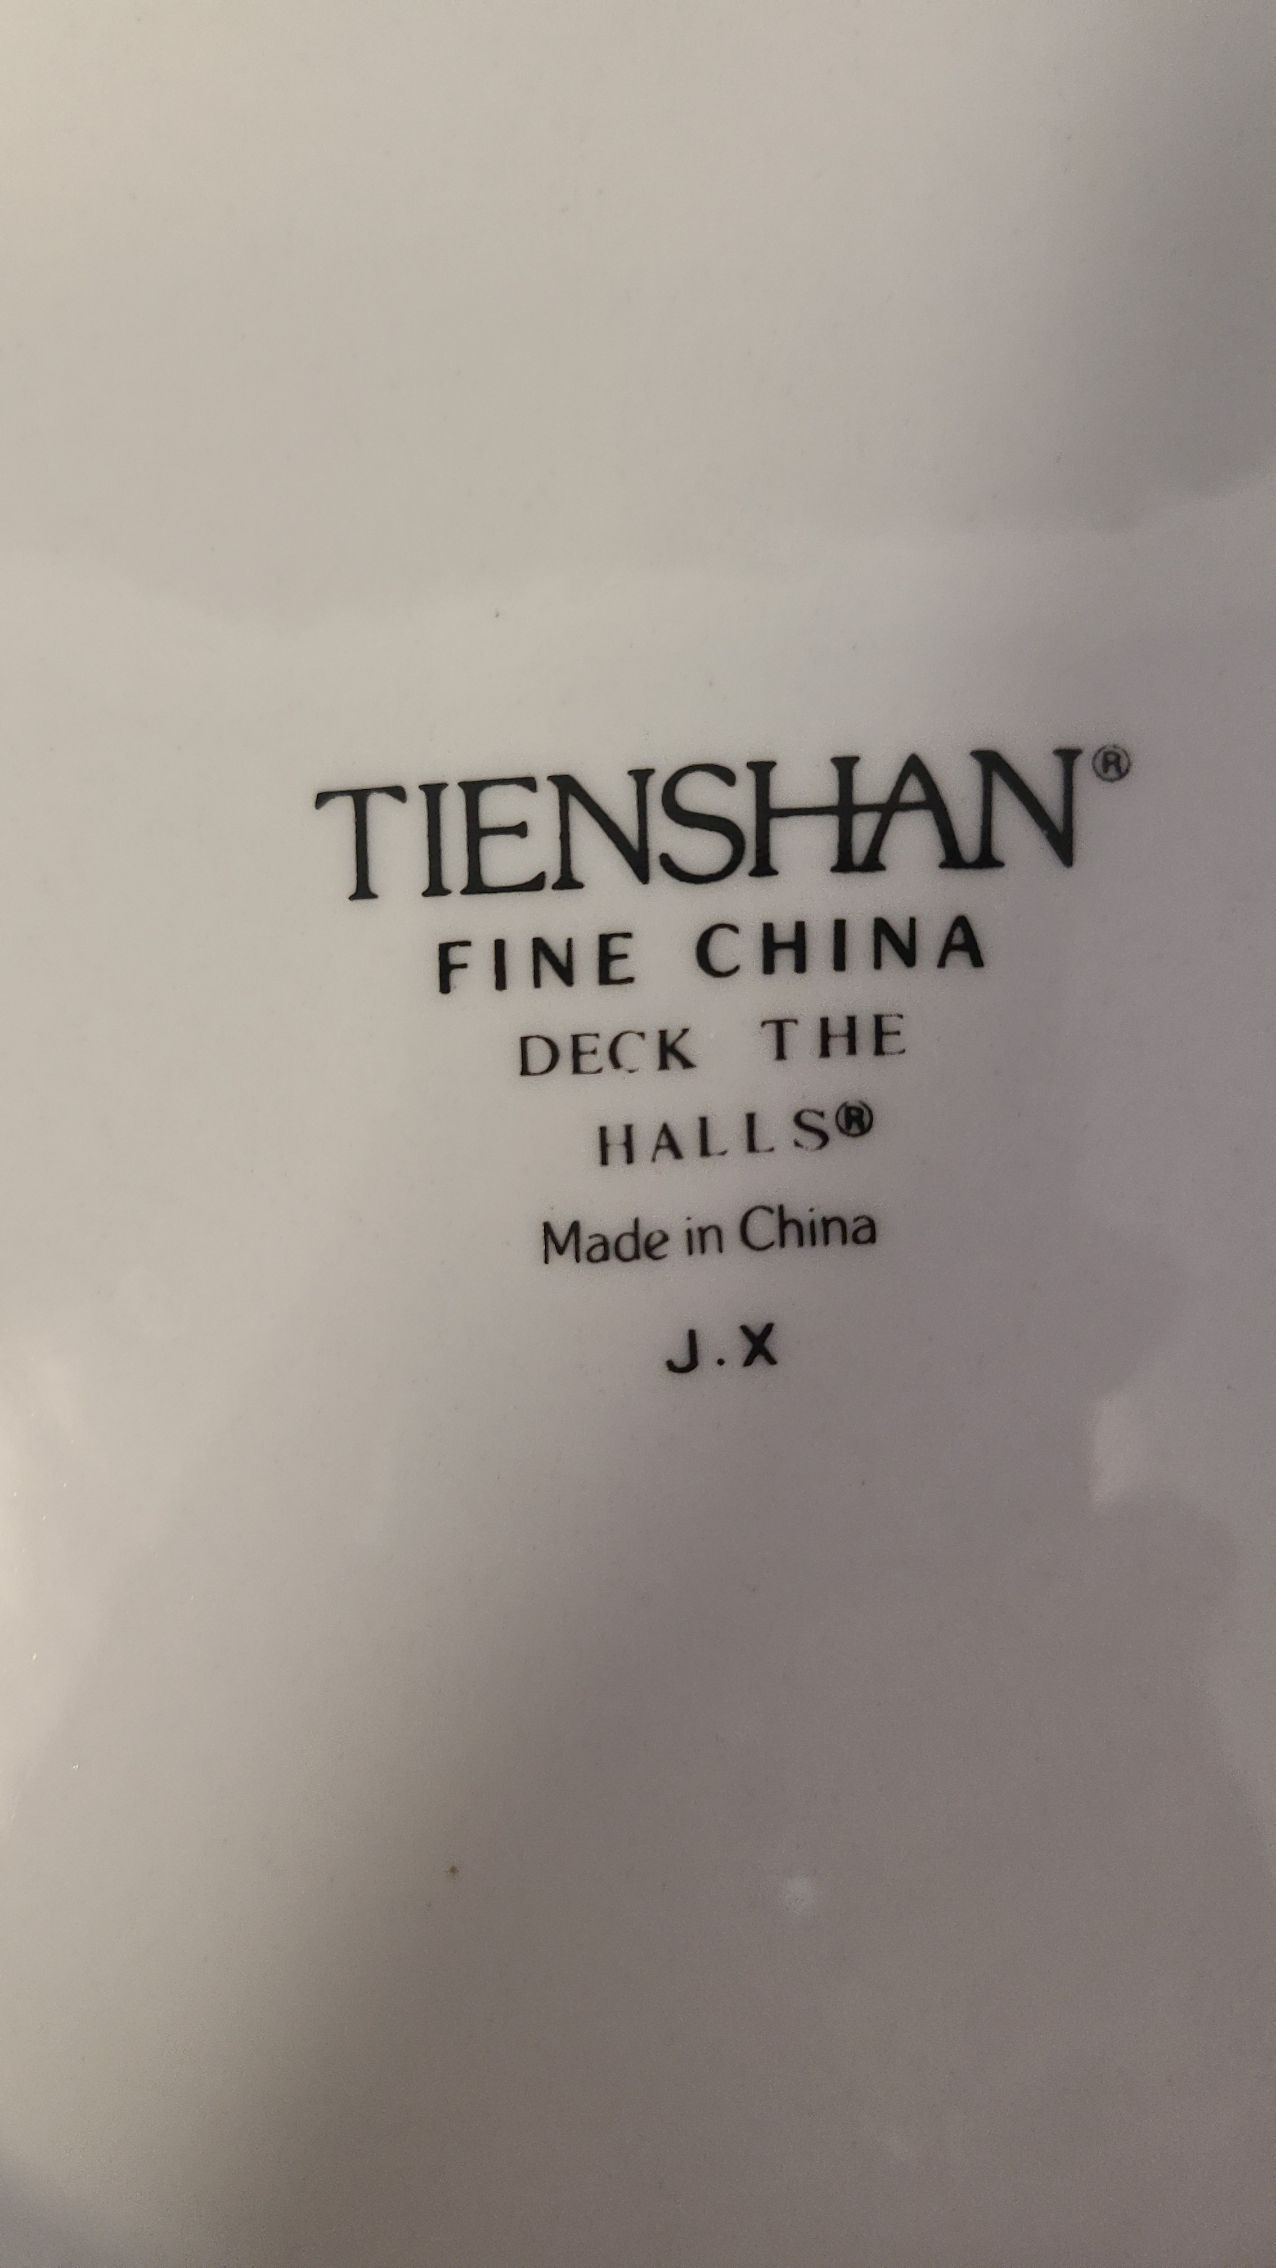 TIENSHAN®
FINE CHINA
DECK THE
HALLS®
Made in China
J.X